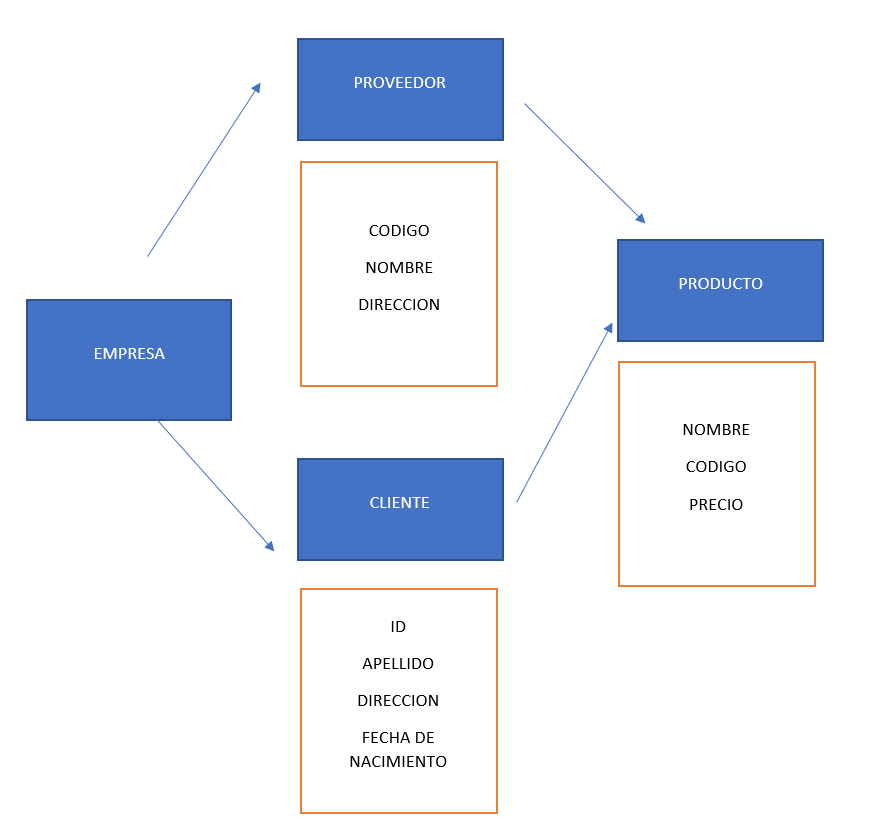 PROVEEDOR
CODIGO
NOMBRE
DIRECCION
EMPRESA
PRODUCTO
NOMBRE
CODIGO
PRECIO
CLIENTE
ID
APELLIDO
DIRECCION
FECHA DE
NACIMIENTO